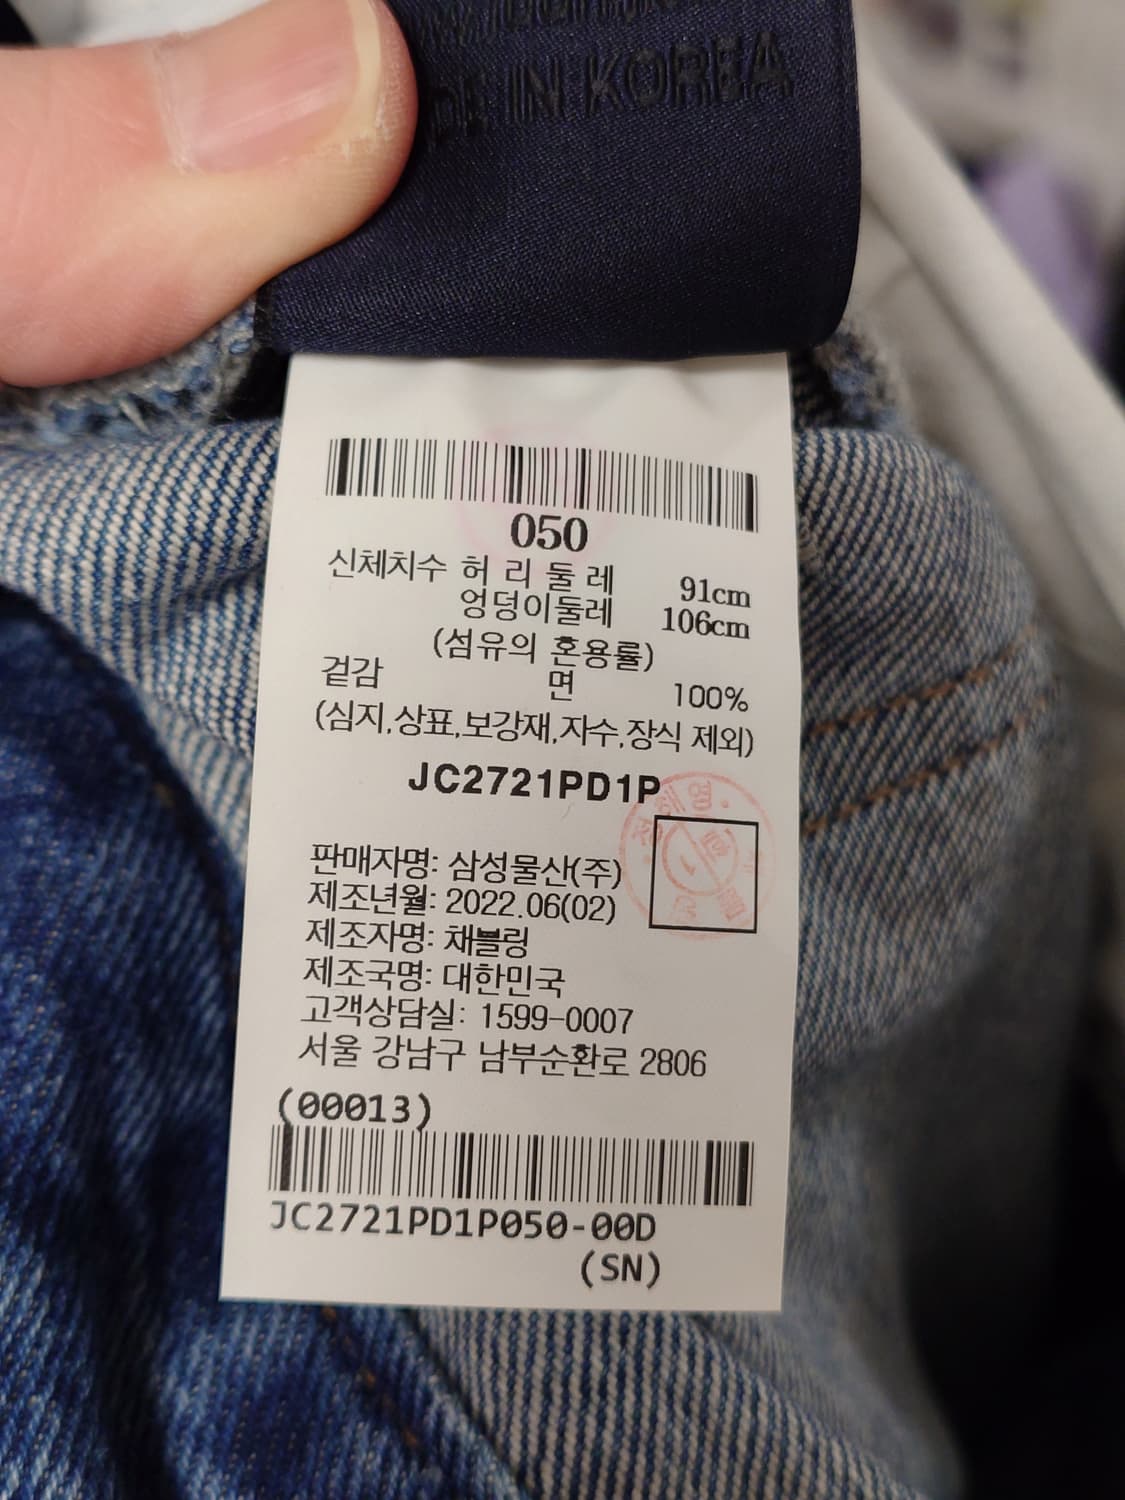 MADE IN KOREA
050
신체치수 허 리 둘 레 91cm
엉덩이둘레 106cm
(섬유의 혼용률)
겉감 면 100%
(심지,상표,보강재,자수,장식 제외)
JC2721PD1P
판매자명: 삼성물산(주)
제조년월: 2022.06(02)
제조자명: 채블링
제조국명: 대한민국
고객상담실: 1599-0007
서울 강남구 남부순환로 2806
(00013)
JC2721PD1P050-00D
(SN)